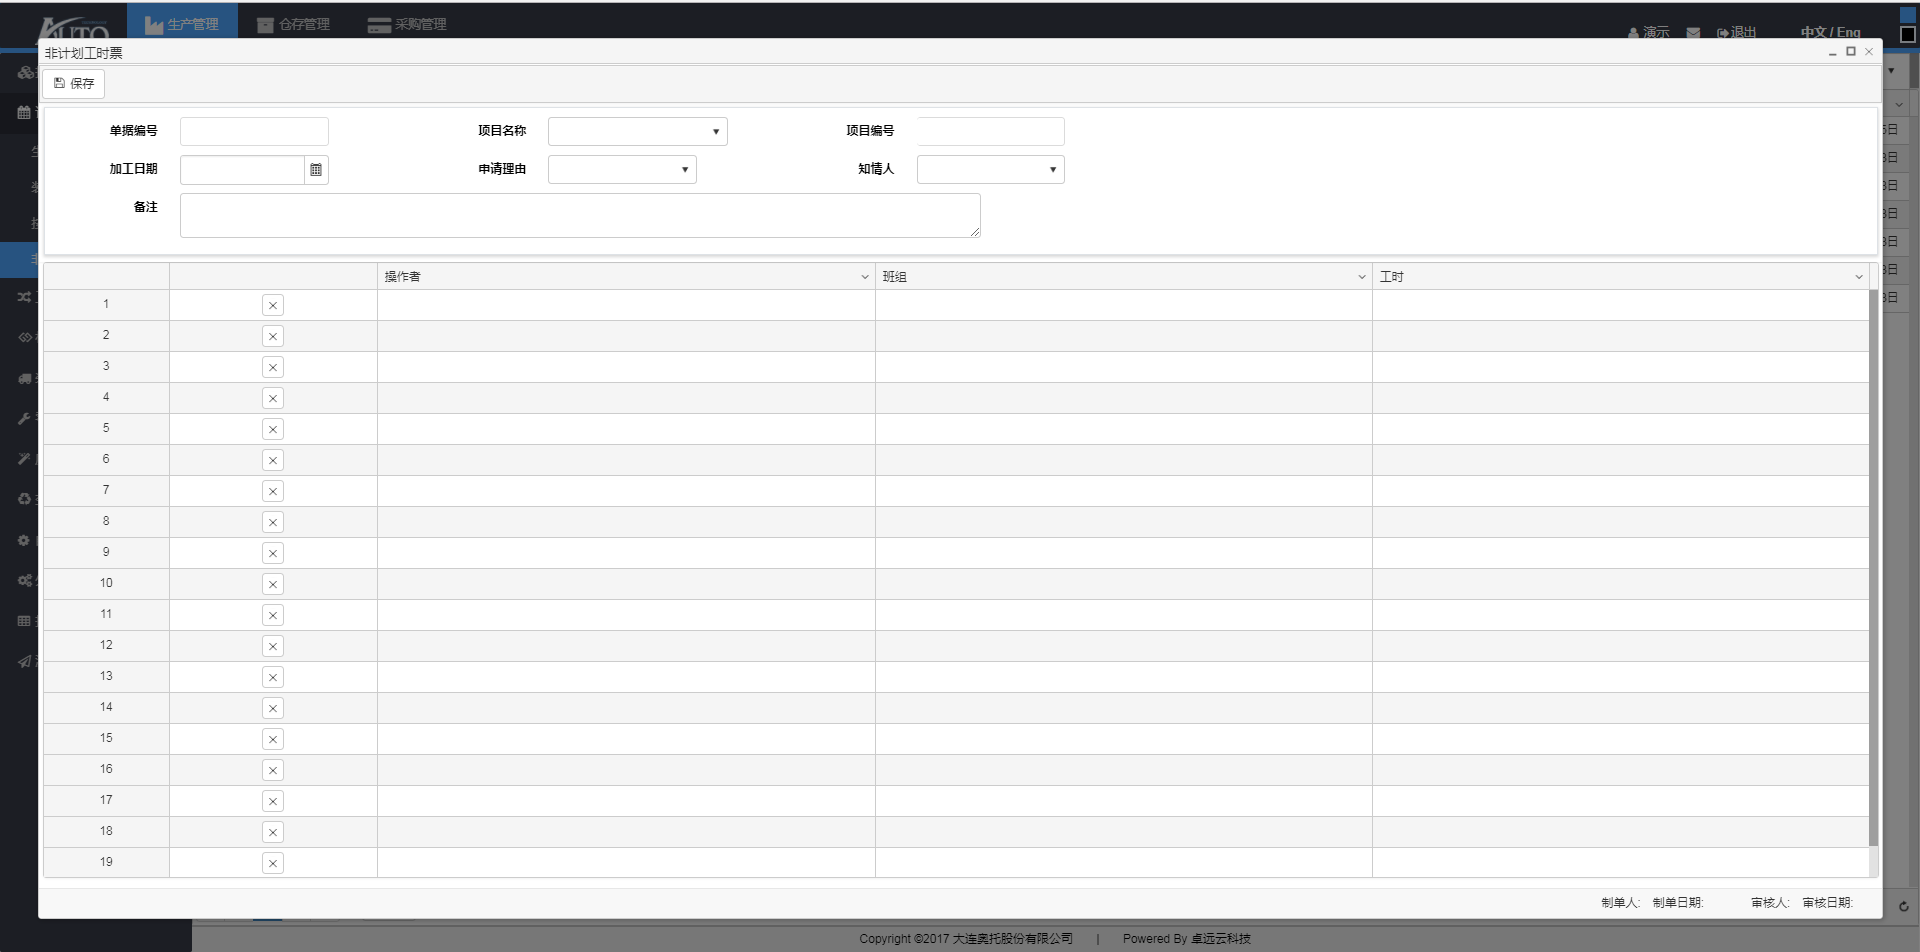 AUTO
生产管理 仓存管理 采购管理
演示 退出 中文 / Eng
非计划工时票
保存
单据编号 项目名称 项目编号
加工日期 申请理由 知情人
备注
操作者 班组 工时
1
2
3
4
5
6
7
8
9
10
11
12
13
14
15
16
17
18
19
制单人: 制单日期: 审核人: 审核日期:
Copyright ©2017 大连奥托股份有限公司 | Powered By 卓远云科技